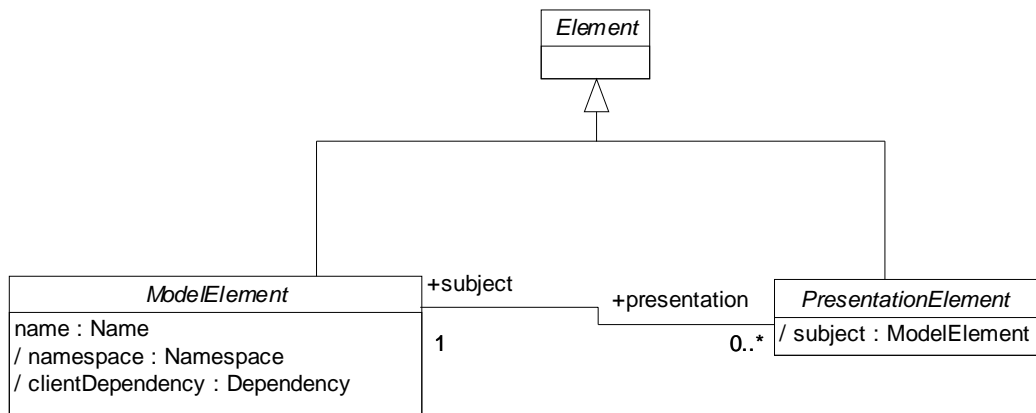 Element
ModelElement
name : Name
/ namespace : Namespace
/ clientDependency : Dependency
+subject
1
+presentation
0..*
PresentationElement
/ subject : ModelElement